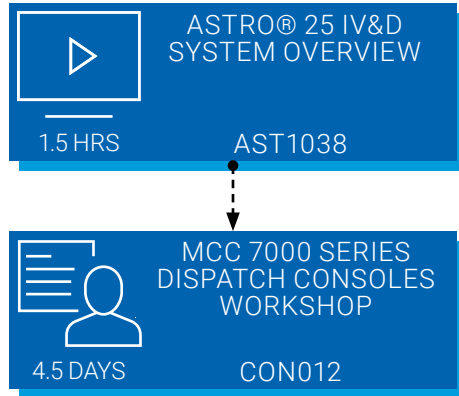 ASTRO® 25 IV&D
SYSTEM OVERVIEW
1.5 HRS
AST1038
MCC 7000 SERIES
DISPATCH CONSOLES
WORKSHOP
4.5 DAYS
CON012